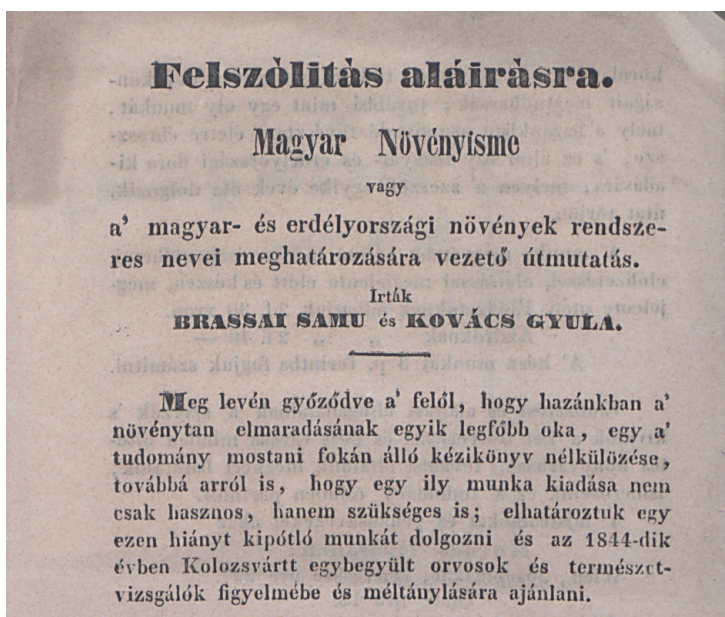 Felszòlitàs aláiràsra.
Magyar Növényisme
vagy
a' magyar- és erdélyországi növények rendsze-
res nevei meghatározására vezető útmutatás.
Irták
BRASSAI SAMU és KOVÁCS GYULA.
Meg levén győződve a' felől, hogy hazánkban a'
növénytan elmaradásának egyik legfőbb oka, egy a'
tudomány mostani fokán álló kézikönyv nélkülözése,
továbbá arról is, hogy egy ily munka kiadása nem
csak hasznos, hanem szükséges is; elhatároztuk egy
ezen hiányt kipótló munkát dolgozni és az 1844-dik
évben Kolozsvártt egybegyült orvosok és természet-
vizsgálók figyelmébe és méltánylására ajánlani.